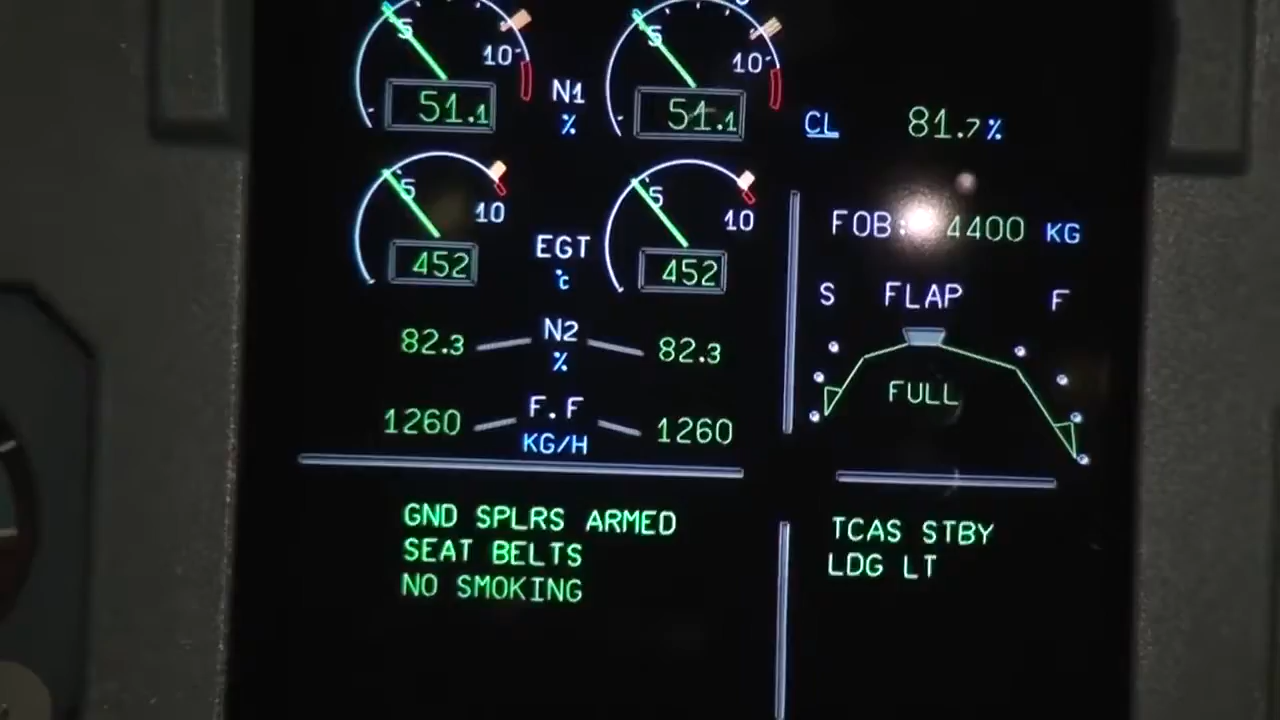 5 5
10 10
51.1 N1 51.1
% CL 81.7%
5 5
10 10
FOB: 4400 KG
452 EGT 452
°C
S FLAP F
82.3 N2 82.3
%
FULL
1260 F.F 1260
KG/H
GND SPLRS ARMED
SEAT BELTS
NO SMOKING
TCAS STBY
LDG LT